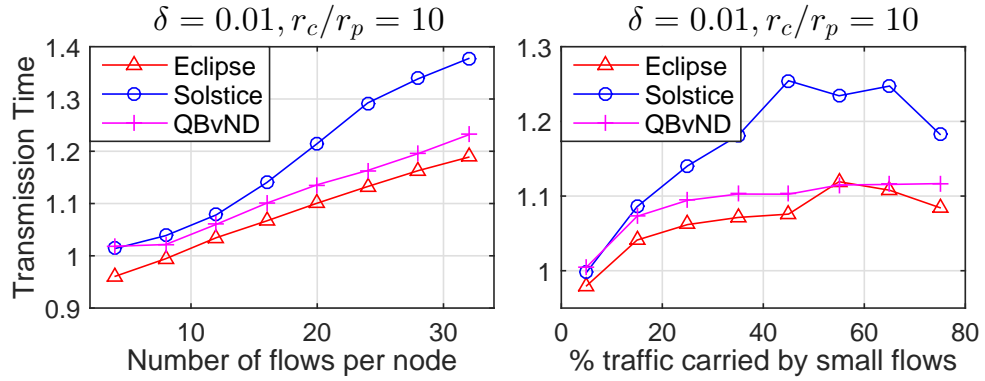 δ = 0.01, r_c/r_p = 10
Transmission Time
1.4
1.3
1.2
1.1
1
0.9
Eclipse
Solstice
QBvND
10
20
30
Number of flows per node
δ = 0.01, r_c/r_p = 10
1.3
1.2
1.1
1
Eclipse
Solstice
QBvND
0
20
40
60
80
% traffic carried by small flows